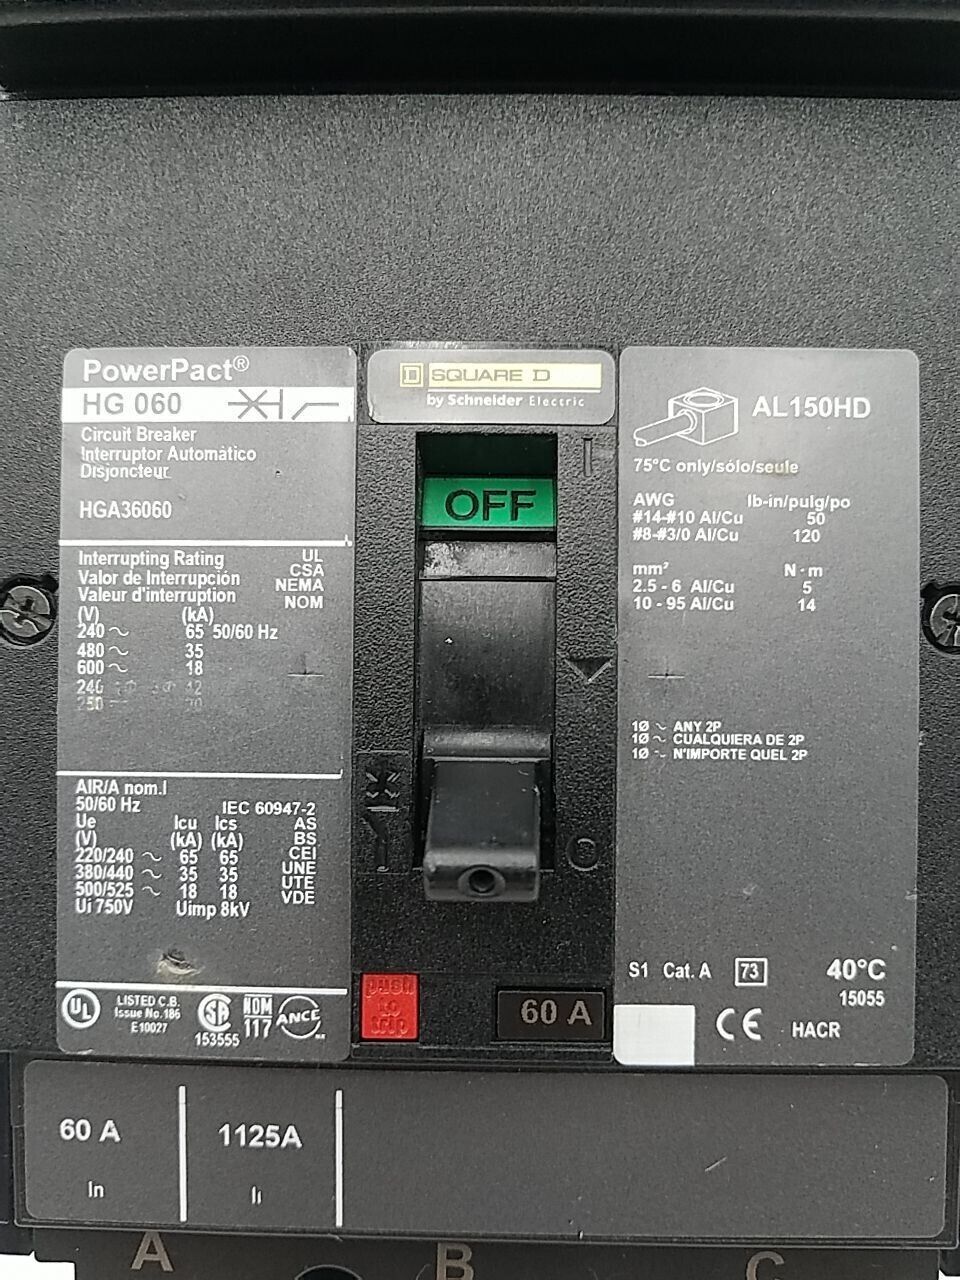 PowerPact®
HG 060
Circuit Breaker
Interruptor Automàtico
Disjoncteur
HGA36060
Interrupting Rating UL
Valor de Interrupción CSA
Valeur d'interruption NEMA
NOM
(V) (kA)
240 ~ 65 50/60 Hz
480 ~ 35
600 ~ 18
240
250
AIR/A nom.I
50/60 Hz IEC 60947-2
Ue Icu Ics AS
(V) (kA) (kA) BS
220/240 ~ 65 65 CEI
380/440 ~ 35 35 UNE
500/525 ~ 18 18 UTE
Ui 750V Uimp 8kV VDE
UL
LISTED C.B.
Issue No.186
E10027
SA
153555
NOM
117
ANCE
SQUARE D
by Schneider Electric
I
OFF
O
push
to
trip
60 A
AL150HD
75°C only/sólo/seule
AWG lb-in/pulg/po
#14-#10 Al/Cu 50
#8-#3/0 Al/Cu 120
mm² N·m
2.5 - 6 Al/Cu 5
10 - 95 Al/Cu 14
1Ø ~ ANY 2P
1Ø ~ CUALQUIERA DE 2P
1Ø ~ N'IMPORTE QUEL 2P
S1 Cat. A 73 40°C
15055
CE HACR
60 A 1125A
In Ii
A B C